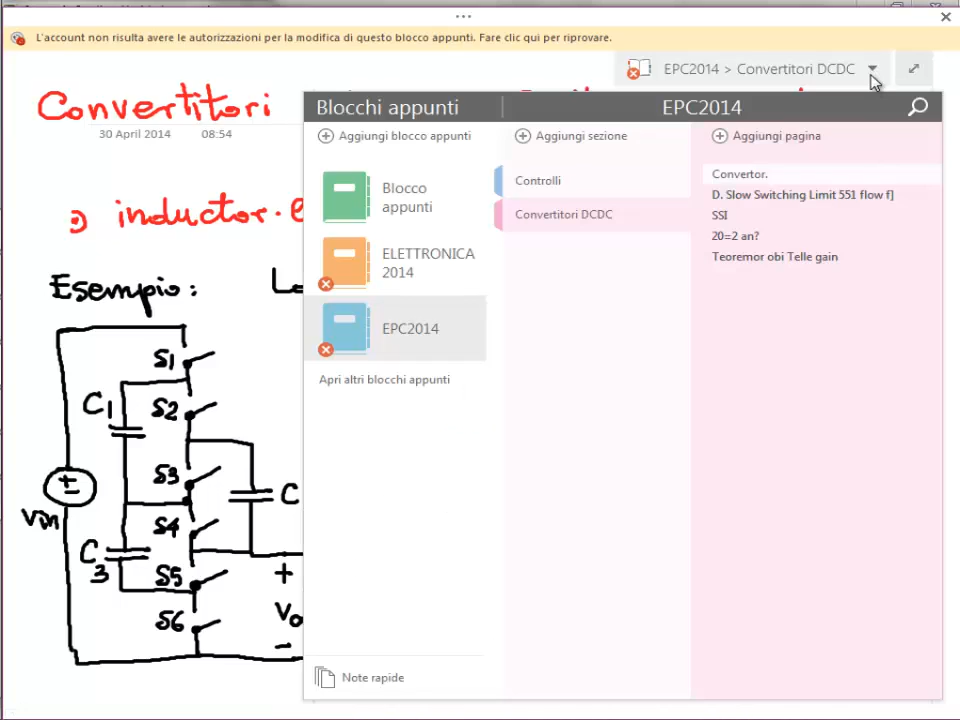 L'account non risulta avere le autorizzazioni per la modifica di questo blocco appunti. Fare clic qui per riprovare.
EPC2014 > Convertitori DCDC
Convertitori
30 April 2014 08:54
Blocchi appunti
EPC2014
Aggiungi blocco appunti
Aggiungi sezione
Aggiungi pagina
Blocco
appunti
ELETTRONICA
2014
EPC2014
Apri altri blocchi appunti
Note rapide
Controlli
Convertitori DCDC
Convertor.
D. Slow Switching Limit 551 flow f]
SSI
20=2 an?
Teoremor obi Telle gain
inductor.
Esempio:
S1
C1
S2
S3
C
Vin
S4
C3
S5
+
S6
Vo
-